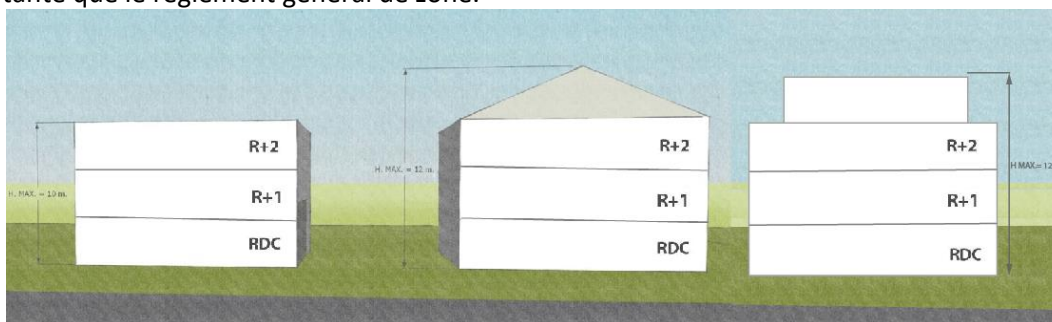 tante que le règlement général de zone.
R+2
R+1
RDC
H. MAX. = 10 m.
R+2
R+1
RDC
H. MAX. = 12 m.
R+2
R+1
RDC
H MAX.= 12